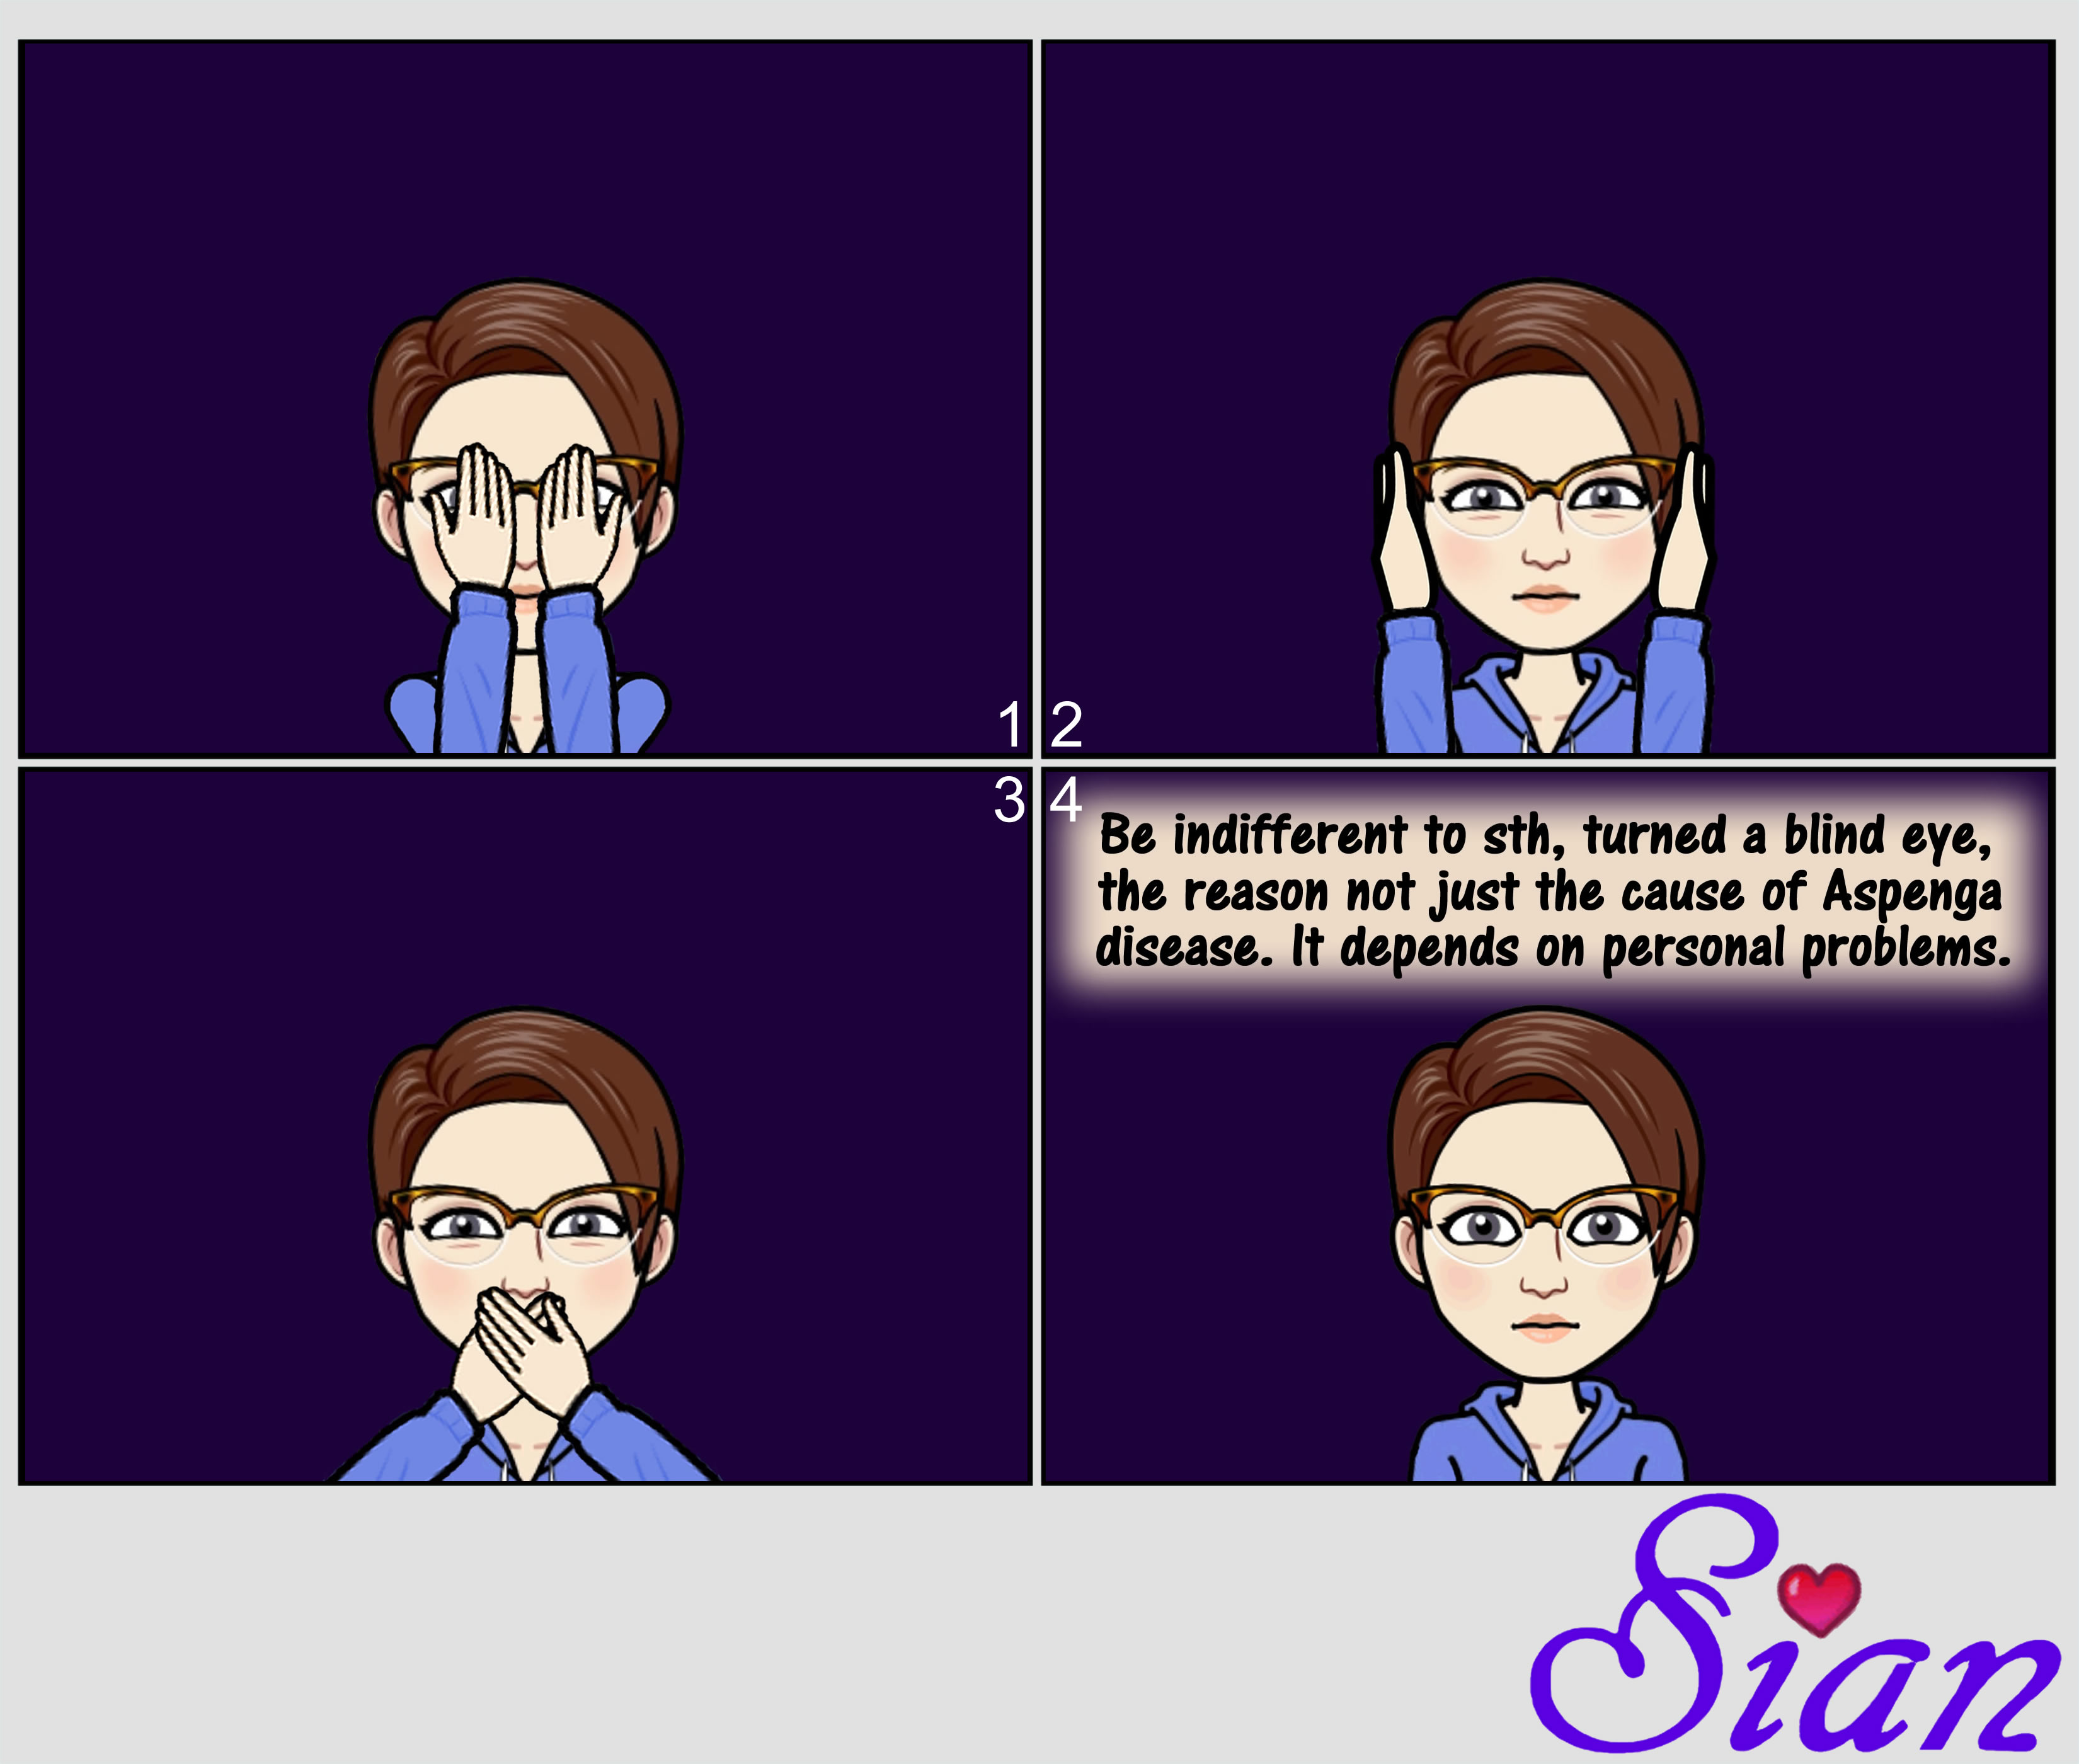 1
2
3
4
Be indifferent to sth, turned a blind eye,
the reason not just the cause of Aspenga
disease. It depends on personal problems.
Sian